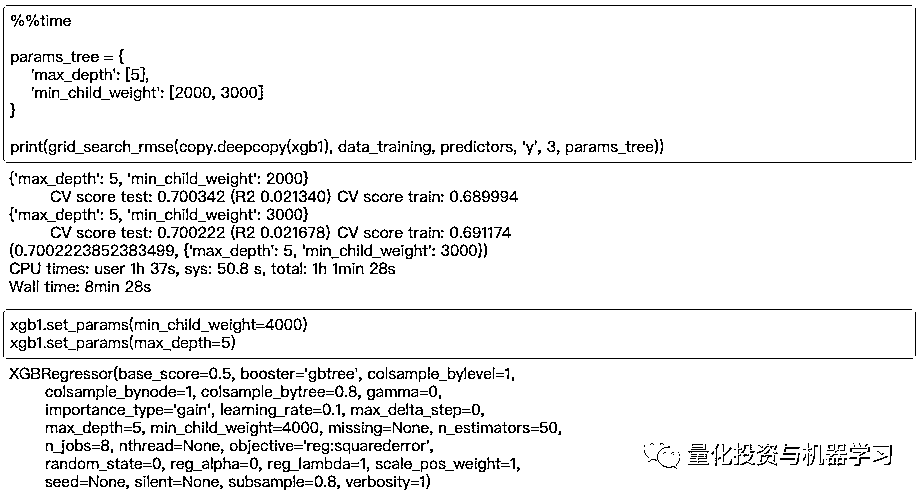 %%time
params_tree = {
'max_depth': [5],
'min_child_weight': [2000, 3000]
}
print(grid_search_rmse(copy.deepcopy(xgb1), data_training, predictors, 'y', 3, params_tree))
{'max_depth': 5, 'min_child_weight': 2000}
CV score test: 0.700342 (R2 0.021340) CV score train: 0.689994
{'max_depth': 5, 'min_child_weight': 3000}
CV score test: 0.700222 (R2 0.021678) CV score train: 0.691174
(0.7002223852383499, {'max_depth': 5, 'min_child_weight': 3000})
CPU times: user 1h 37s, sys: 50.8 s, total: 1h 1min 28s
Wall time: 8min 28s
xgb1.set_params(min_child_weight=4000)
xgb1.set_params(max_depth=5)
XGBRegressor(base_score=0.5, booster='gbtree', colsample_bylevel=1,
colsample_bynode=1, colsample_bytree=0.8, gamma=0,
importance_type='gain', learning_rate=0.1, max_delta_step=0,
max_depth=5, min_child_weight=4000, missing=None, n_estimators=50,
n_jobs=8, nthread=None, objective='reg:squarederror',
random_state=0, reg_alpha=0, reg_lambda=1, scale_pos_weight=1,
seed=None, silent=None, subsample=0.8, verbosity=1)
量化投资与机器学习